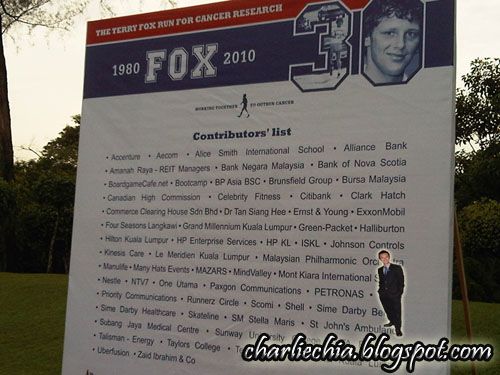 THE TERRY FOX RUN FOR CANCER RESEARCH
1980 FOX 2010
30
WORKING TOGETHER TO OUTRUN CANCER
Contributors' list
• Accenture • Aecom • Alice Smith International School • Alliance Bank
• Amanah Raya - REIT Managers • Bank Negara Malaysia • Bank of Nova Scotia
• BoardgameCafe.net • Bootcamp • BP Asia BSC • Brunsfield Group • Bursa Malaysia
• Canadian High Commission • Celebrity Fitness • Citibank • Clark Hatch
• Commerce Clearing House Sdn Bhd • Dr Tan Siang Hee • Ernst & Young • ExxonMobil
• Four Seasons Langkawi • Grand Millennium Kuala Lumpur • Green-Packet • Halliburton
• Hilton Kuala Lumpur • HP Enterprise Services • HP KL • ISKL • Johnson Controls
• Kinesis Care • Le Meridien Kuala Lumpur • Malaysian Philharmonic Orchestra
• Manulife • Many Hats Events • MAZARS • MindValley • Mont Kiara International
• Nestle • NTV7 • One Utama • Paxgon Communications • PETRONAS
• Priority Communications • Runnerz Circle • Scomi • Shell • Sime Darby
• Sime Darby Healthcare • Skateline • SM Stella Maris • St John's Ambulance
• Subang Jaya Medical Centre • Sunway University
• Talisman - Energy • Taylors College
• Uberfusion • Zaid Ibrahim & Co
charliechia.blogspot.com